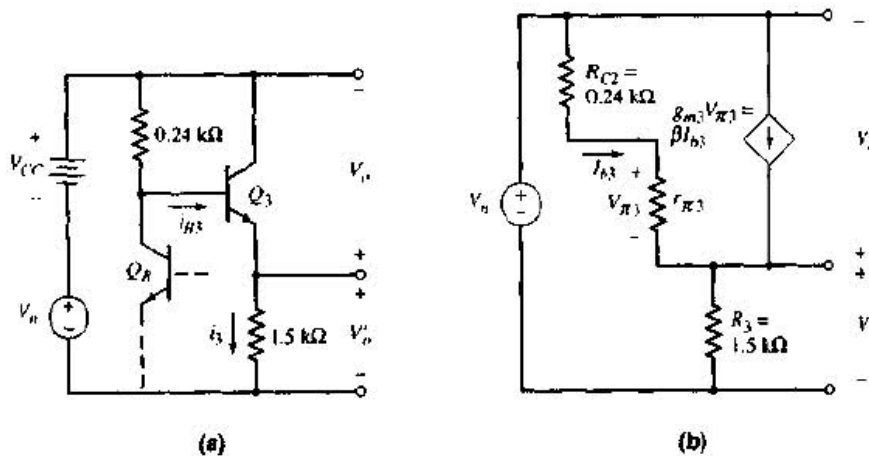 0.24 kΩ
+
V_CC
−
V_n
+
−
Q_R
i_B3
Q_3
i_3
1.5 kΩ
−
V_o
+
+
V'_o
−
(a)
V_n
+
−
R_C2 =
0.24 kΩ
I_b3
+
V_π3
−
r_π3
g_m3V_π3 =
βI_b3
R_3 =
1.5 kΩ
−
V
+
+
V
−
(b)